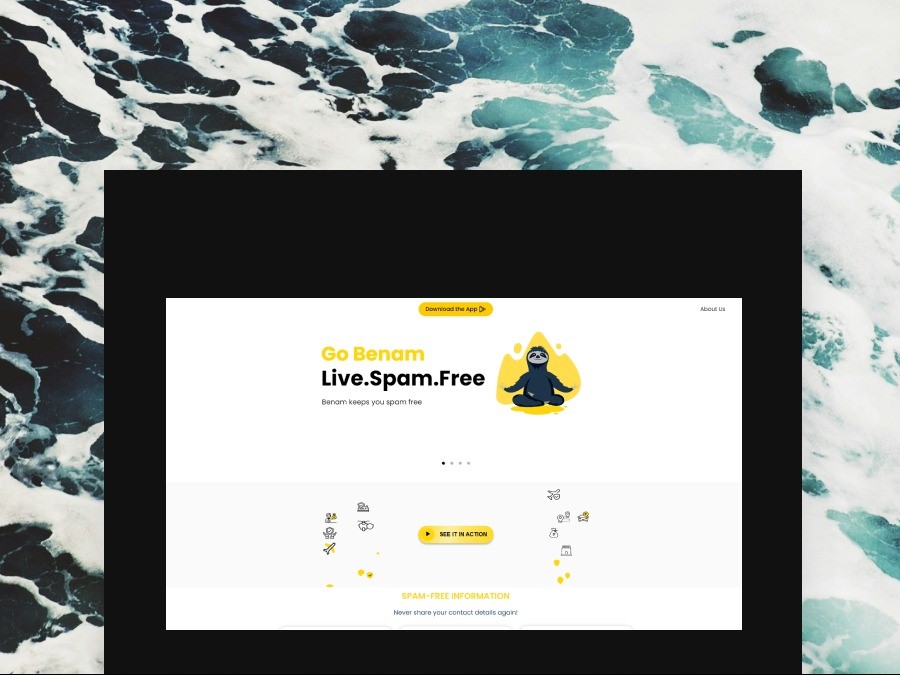 Download the App
About Us
Go Benam
Live.Spam.Free
Benam keeps you spam free
SEE IT IN ACTION
SPAM-FREE INFORMATION
Never share your contact details again!